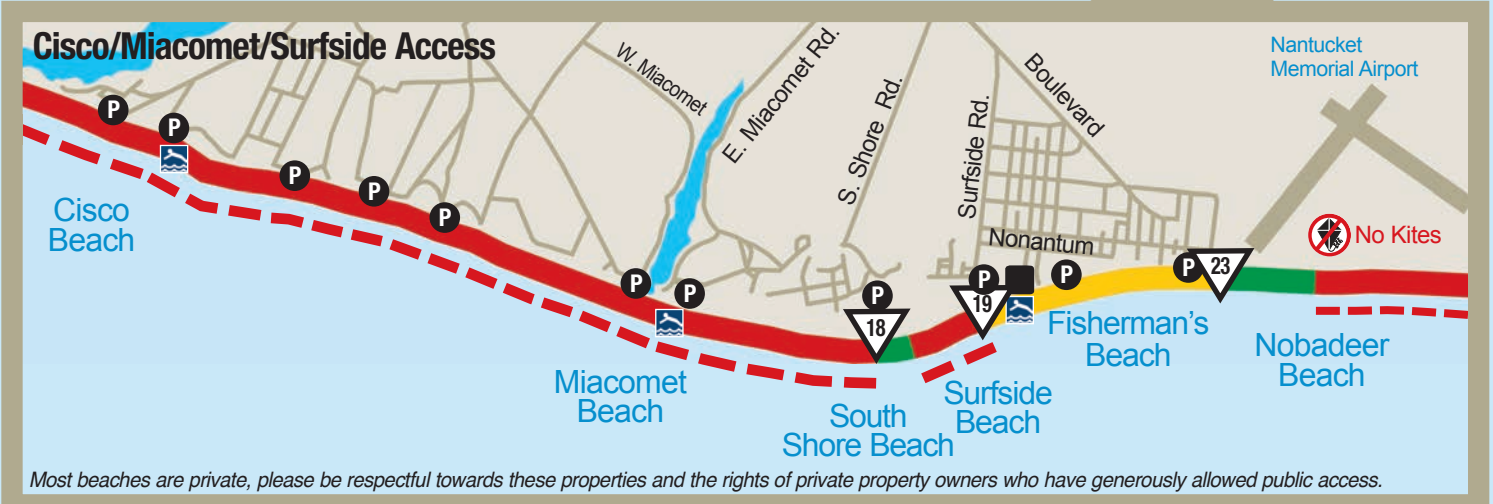 Cisco/Miacomet/Surfside Access
Nantucket
Memorial Airport
W. Miacomet
E. Miacomet Rd.
S. Shore Rd.
Surfside Rd.
Boulevard
Nonantum
No Kites
P
P
P
P
P
P
P
P
P
P
P
18
19
23
Cisco
Beach
Miacomet
Beach
South
Shore Beach
Surfside
Beach
Fisherman's
Beach
Nobadeer
Beach
Most beaches are private, please be respectful towards these properties and the rights of private property owners who have generously allowed public access.